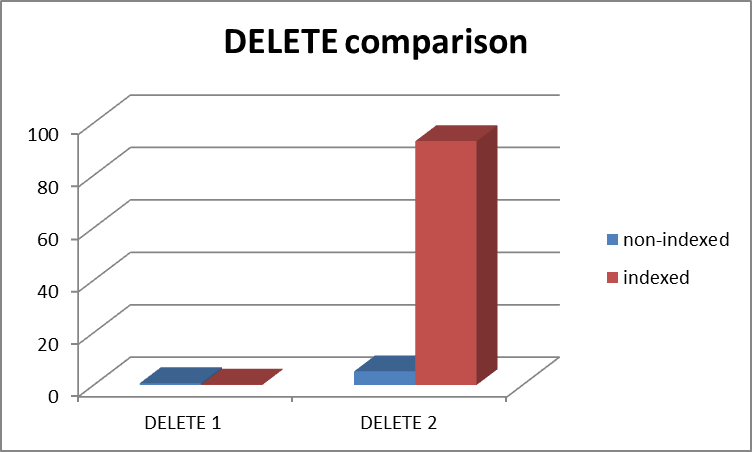 DELETE comparison
100
80
60
40
20
0
DELETE 1
DELETE 2
non-indexed
indexed